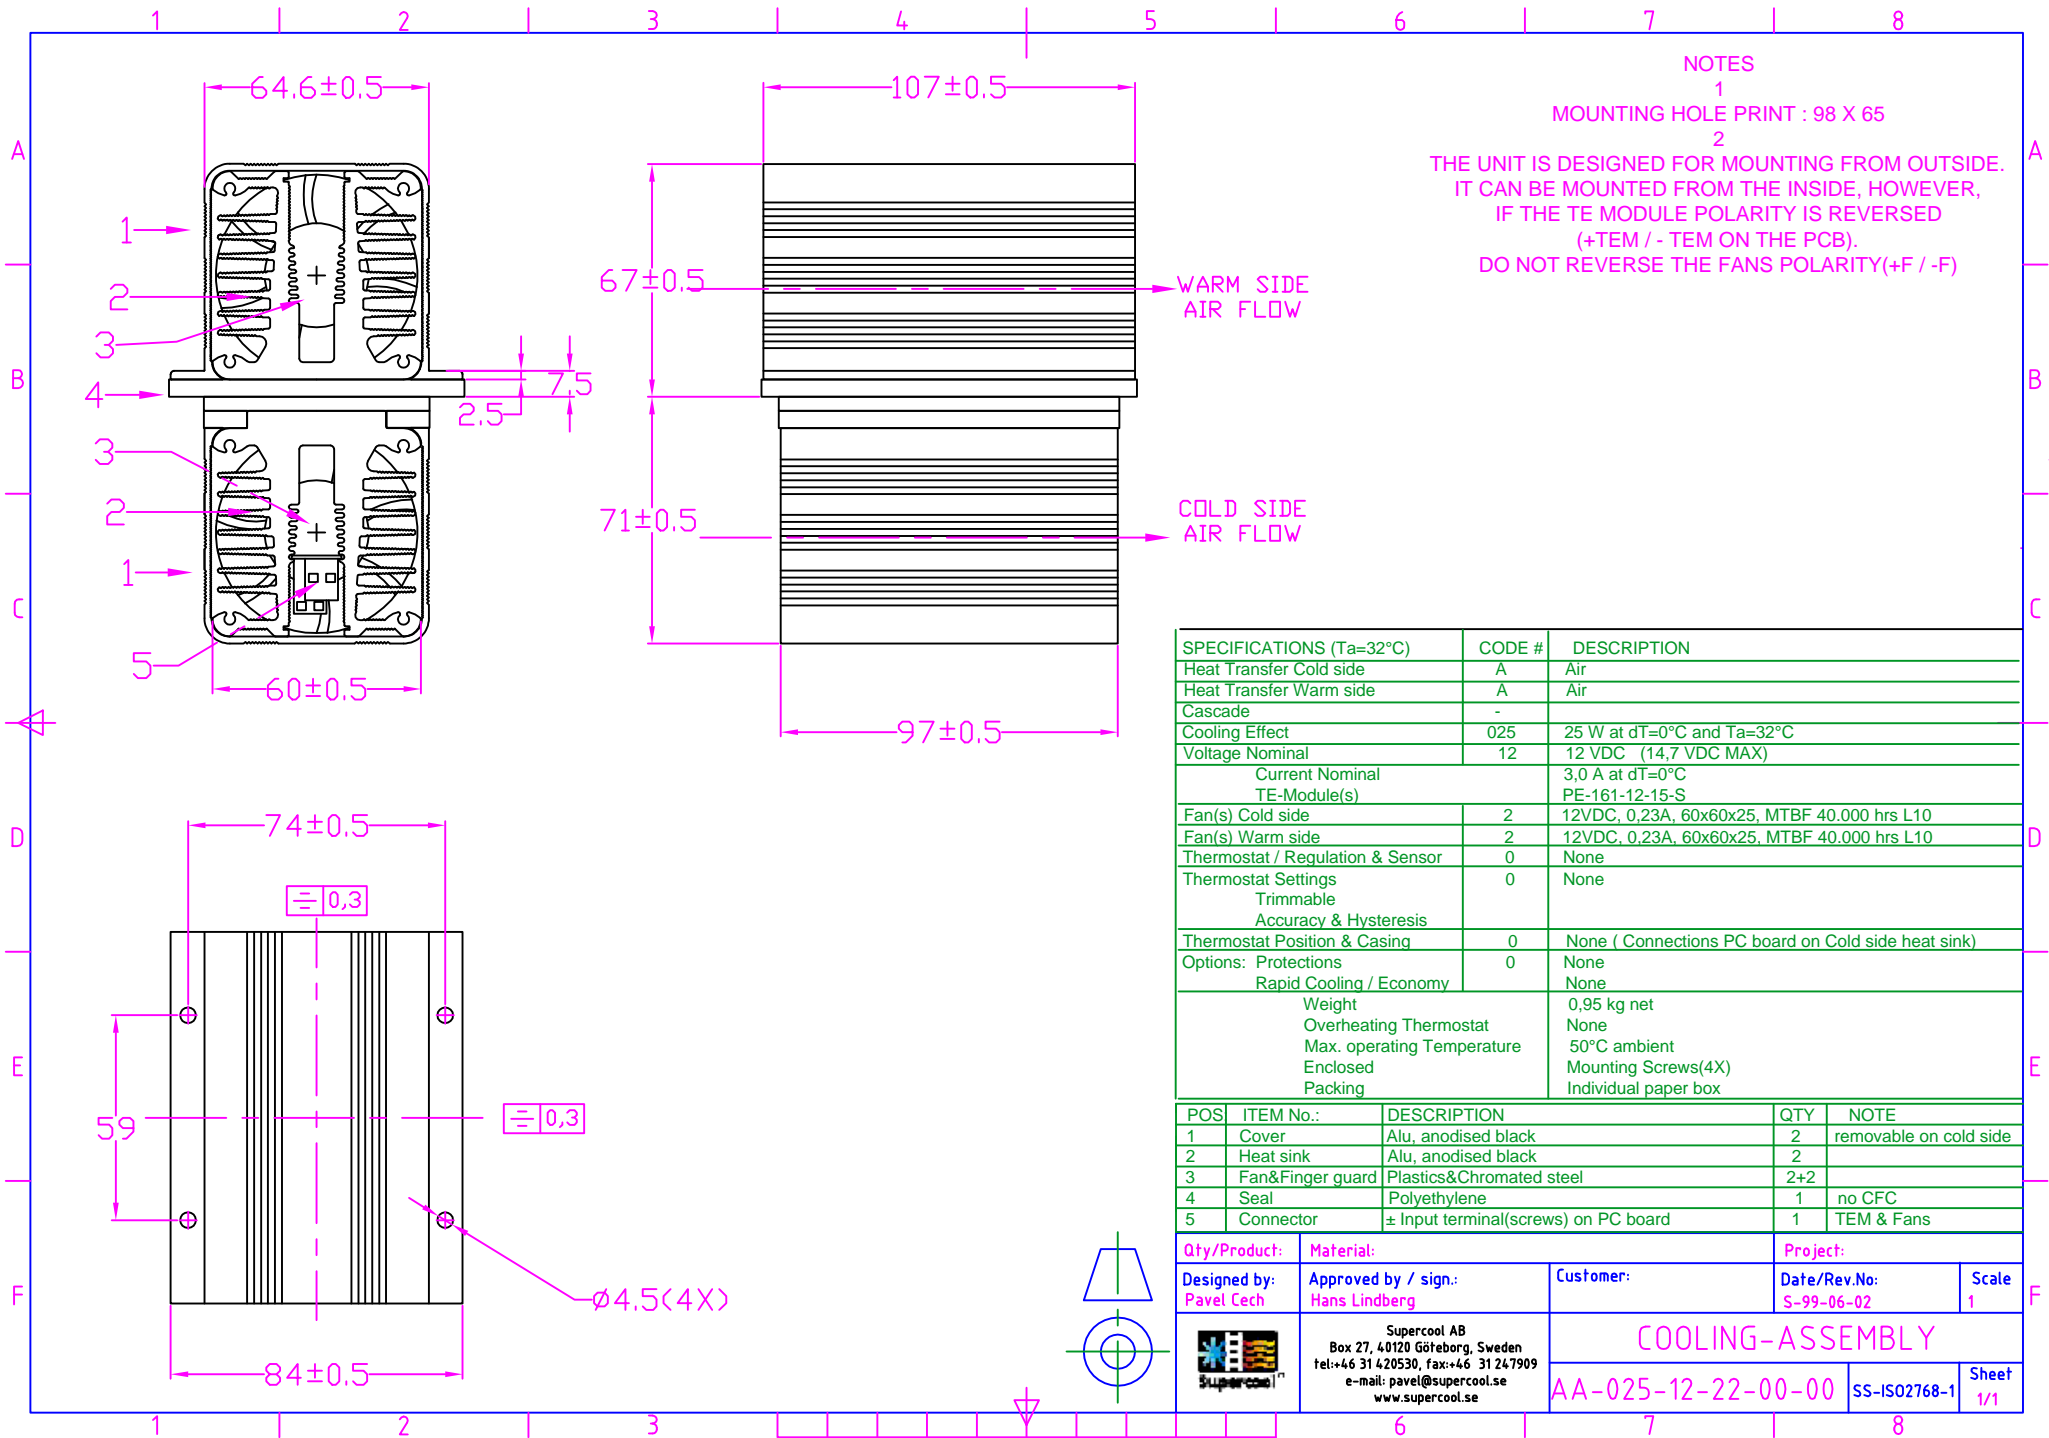 1 2 3 4 5 6 7 8
A
B
C
D
E
F
A
B
C
D
E
F
1 2 3 6 7 8
64.6±0.5
1
2
3
4
3
2
1
5
7.5
2.5
60±0.5
107±0.5
67±0.5
71±0.5
97±0.5
WARM SIDE
AIR FLOW
COLD SIDE
AIR FLOW
74±0.5
0,3
0,3
59
ø4.5(4X)
84±0.5
NOTES
1
MOUNTING HOLE PRINT : 98 X 65
2
THE UNIT IS DESIGNED FOR MOUNTING FROM OUTSIDE.
IT CAN BE MOUNTED FROM THE INSIDE, HOWEVER,
IF THE TE MODULE POLARITY IS REVERSED
(+TEM / - TEM ON THE PCB).
DO NOT REVERSE THE FANS POLARITY(+F / -F)
SPECIFICATIONS (Ta=32°C) CODE # DESCRIPTION
Heat Transfer Cold side A Air
Heat Transfer Warm side A Air
Cascade -
Cooling Effect 025 25 W at dT=0°C and Ta=32°C
Voltage Nominal 12 12 VDC (14,7 VDC MAX)
Current Nominal 3,0 A at dT=0°C
TE-Module(s) PE-161-12-15-S
Fan(s) Cold side 2 12VDC, 0,23A, 60x60x25, MTBF 40.000 hrs L10
Fan(s) Warm side 2 12VDC, 0,23A, 60x60x25, MTBF 40.000 hrs L10
Thermostat / Regulation & Sensor 0 None
Thermostat Settings 0 None
Trimmable
Accuracy & Hysteresis
Thermostat Position & Casing 0 None ( Connections PC board on Cold side heat sink)
Options: Protections 0 None
Rapid Cooling / Economy None
Weight 0,95 kg net
Overheating Thermostat None
Max. operating Temperature 50°C ambient
Enclosed Mounting Screws(4X)
Packing Individual paper box
POS ITEM No.: DESCRIPTION QTY NOTE
1 Cover Alu, anodised black 2 removable on cold side
2 Heat sink Alu, anodised black 2
3 Fan&Finger guard Plastics&Chromated steel 2+2
4 Seal Polyethylene 1 no CFC
5 Connector ± Input terminal(screws) on PC board 1 TEM & Fans
Qty/Product: Material: Project:
Designed by: Approved by / sign.: Customer: Date/Rev.No: Scale
Pavel Cech Hans Lindberg S-99-06-02 1
Supercool
Supercool AB
Box 27, 40120 Göteborg, Sweden
tel:+46 31 420530, fax:+46 31 247909
e-mail: pavel@supercool.se
www.supercool.se
COOLING-ASSEMBLY
AA-025-12-22-00-00 SS-ISO2768-1 Sheet
1/1